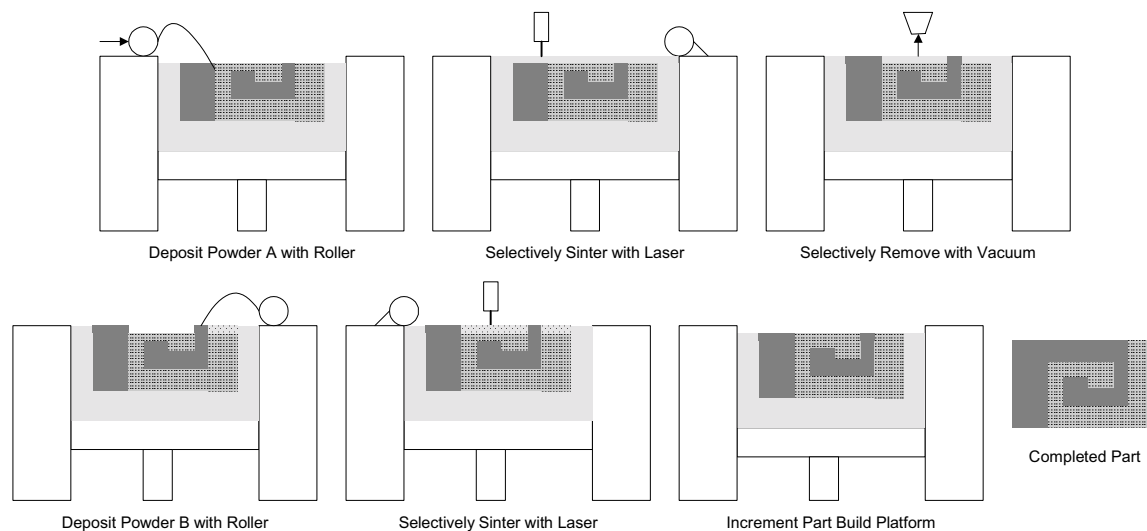 Deposit Powder A with Roller
Selectively Sinter with Laser
Selectively Remove with Vacuum
Deposit Powder B with Roller
Selectively Sinter with Laser
Increment Part Build Platform
Completed Part